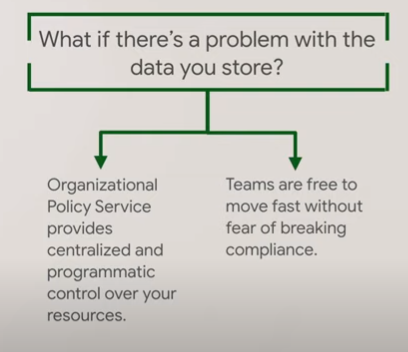 What if there's a problem with the
data you store?
Organizational
Policy Service
provides
centralized and
programmatic
control over your
resources.
Teams are free to
move fast without
fear of breaking
compliance.